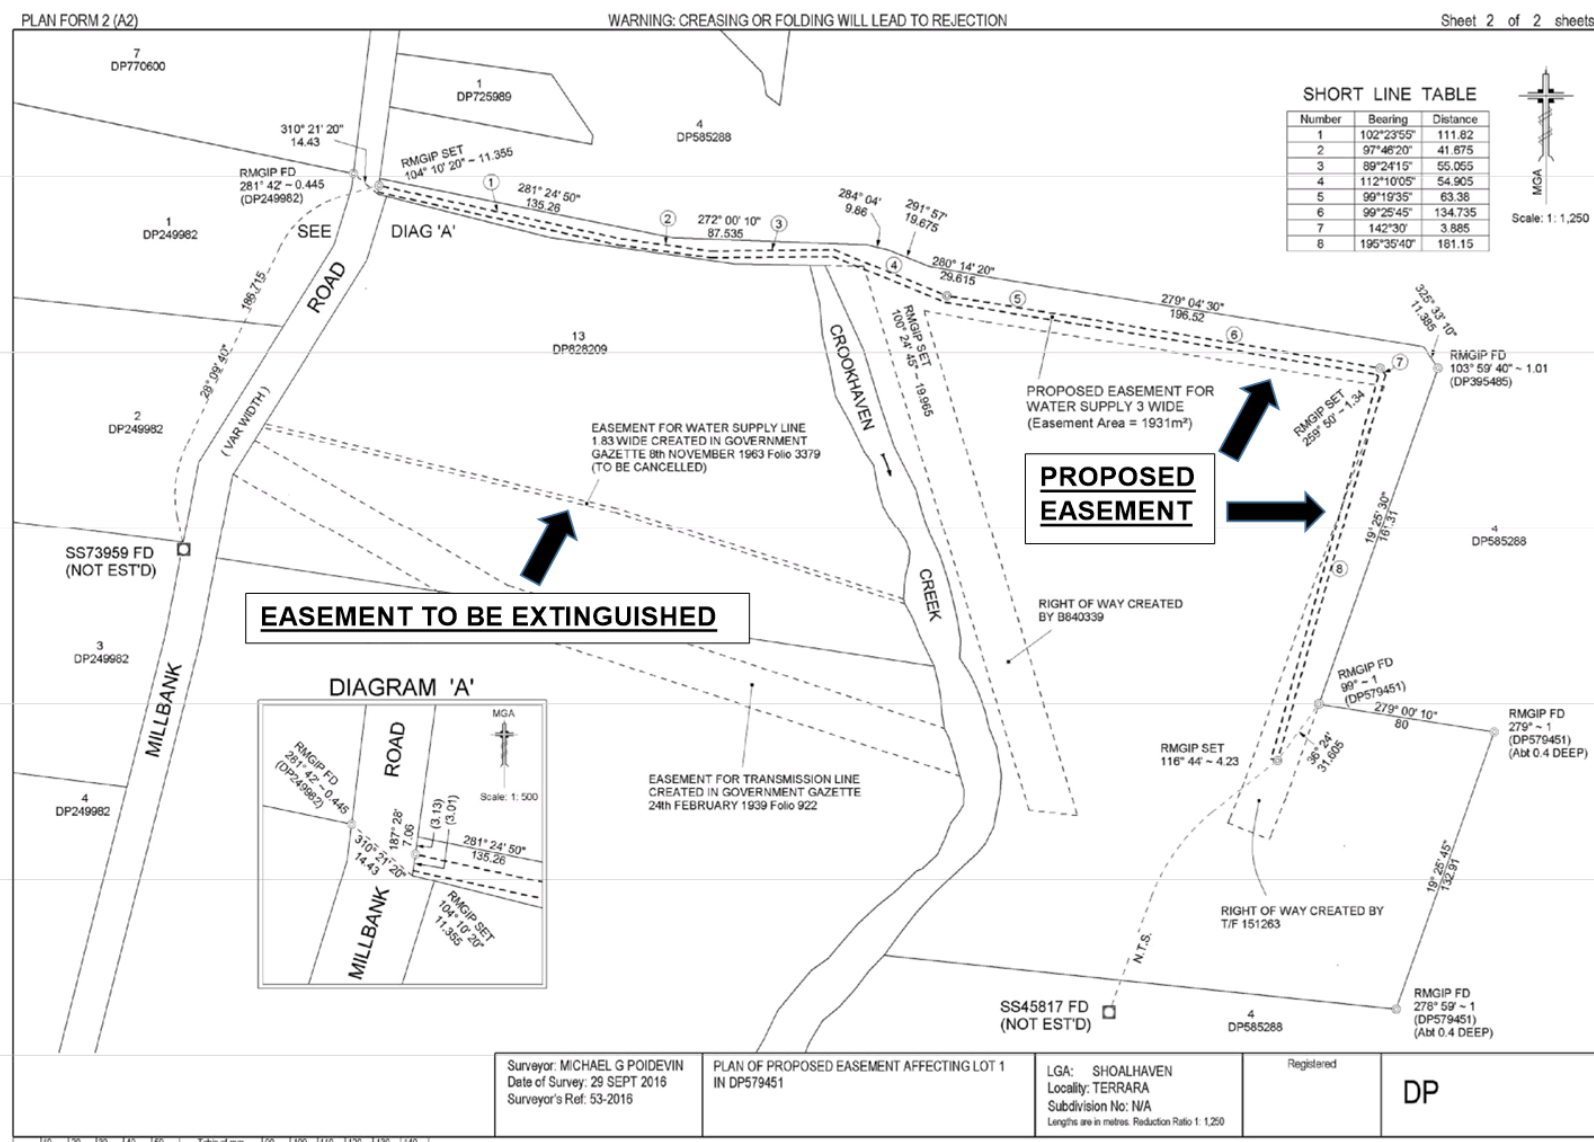 PLAN FORM 2 (A2)
WARNING: CREASING OR FOLDING WILL LEAD TO REJECTION
Sheet 2 of 2 sheets
7
DP770600
1
DP725989
4
DP585288
310° 21' 20"
14.43
RMGIP SET
104° 10' 20" ~ 11.355
RMGIP FD
281° 42' ~ 0.445
(DP249982)
1
DP249982
SEE
DIAG 'A'
1
281° 24' 50"
135.26
2
272° 00' 10"
87.535
3
284° 04'
9.86
291° 57'
19.675
4
280° 14' 20"
29.615
5
279° 04' 30"
196.52
6
325° 33' 10"
11.385
7
RMGIP FD
103° 59' 40" ~ 1.01
(DP395485)
SHORT LINE TABLE
Number Bearing Distance
1 102°23'55" 111.82
2 97°46'20" 41.675
3 89°24'15" 55.055
4 112°10'05" 54.905
5 99°19'35" 63.38
6 99°25'45" 134.735
7 142°30' 3.885
8 195°35'40" 181.15
MGA
Scale: 1: 1,250
186.715
28° 09' 40"
ROAD
(VAR WIDTH)
13
DP828209
2
DP249982
CROOKHAVEN
RMGIP SET
100° 24' 45" ~ 19.965
PROPOSED EASEMENT FOR
WATER SUPPLY 3 WIDE
(Easement Area = 1931m²)
RMGIP SET
259° 50' ~ 1.34
EASEMENT FOR WATER SUPPLY LINE
1.83 WIDE CREATED IN GOVERNMENT
GAZETTE 8th NOVEMBER 1963 Folio 3379
(TO BE CANCELLED)
PROPOSED
EASEMENT
19° 25' 30"
161.31
4
DP585288
SS73959 FD
(NOT EST'D)
8
CREEK
RIGHT OF WAY CREATED
BY B840339
EASEMENT TO BE EXTINGUISHED
3
DP249982
MILLBANK
DIAGRAM 'A'
MGA
Scale: 1: 500
ROAD
RMGIP FD
281° 42' ~ 0.445
(DP249982)
187° 28'
7.06
(3.13)
(3.01)
281° 24' 50"
135.26
310° 21' 20"
14.43
RMGIP SET
104° 10' 20"
11.355
MILLBANK
4
DP249982
EASEMENT FOR TRANSMISSION LINE
CREATED IN GOVERNMENT GAZETTE
24th FEBRUARY 1939 Folio 922
RMGIP FD
99° ~ 1
(DP579451)
279° 00' 10"
80
RMGIP FD
279° ~ 1
(DP579451)
(Abt 0.4 DEEP)
RMGIP SET
116° 44' ~ 4.23
36° 24'
31.605
19° 25' 45"
132.91
RIGHT OF WAY CREATED BY
T/F 151263
N.T.S.
SS45817 FD
(NOT EST'D)
4
DP585288
RMGIP FD
278° 59' ~ 1
(DP579451)
(Abt 0.4 DEEP)
Surveyor: MICHAEL G POIDEVIN
Date of Survey: 29 SEPT 2016
Surveyor's Ref: 53-2016
PLAN OF PROPOSED EASEMENT AFFECTING LOT 1
IN DP579451
LGA: SHOALHAVEN
Locality: TERRARA
Subdivision No: N/A
Lengths are in metres. Reduction Ratio 1: 1,250
Registered
DP